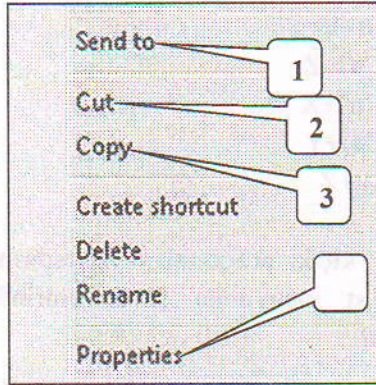 Send to
1
Cut
2
Copy
3
Create shortcut
Delete
Rename
Properties